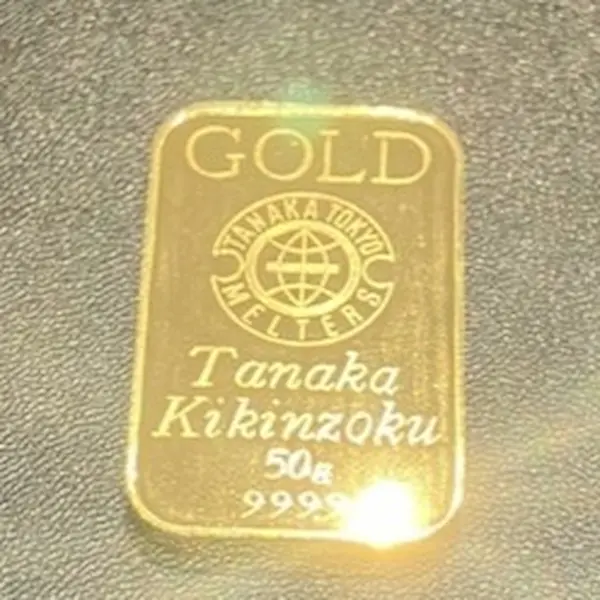 GOLD
TANAKA TOKYO
MELTERS
Tanaka
Kikinzoku
50g
9999